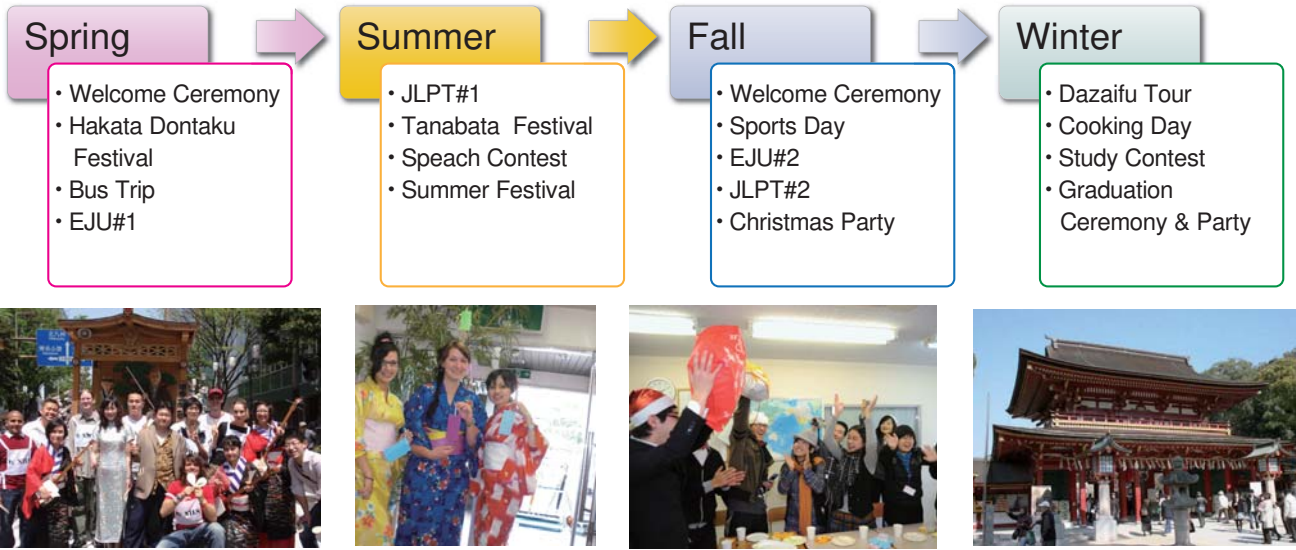 Spring
・Welcome Ceremony
・Hakata Dontaku
Festival
・Bus Trip
・EJU#1
Summer
・JLPT#1
・Tanabata Festival
・Speach Contest
・Summer Festival
Fall
・Welcome Ceremony
・Sports Day
・EJU#2
・JLPT#2
・Christmas Party
Winter
・Dazaifu Tour
・Cooking Day
・Study Contest
・Graduation
Ceremony & Party